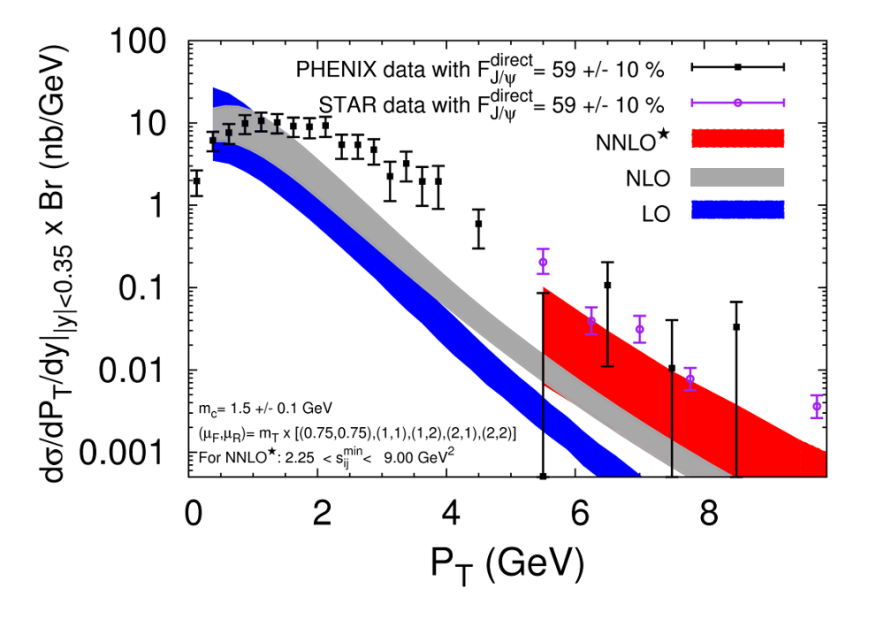 100
10
1
0.1
0.01
0.001
dσ/dP_T/dy|_|y|<0.35 x Br (nb/GeV)
PHENIX data with F^direct_J/ψ = 59 +/- 10 %
STAR data with F^direct_J/ψ = 59 +/- 10 %
NNLO★
NLO
LO
m_c= 1.5 +/- 0.1 GeV
(μ_F,μ_R)= m_T x [(0.75,0.75),(1,1),(1,2),(2,1),(2,2)]
For NNLO★: 2.25 < s^min_ij < 9.00 GeV²
0 2 4 6 8
P_T (GeV)